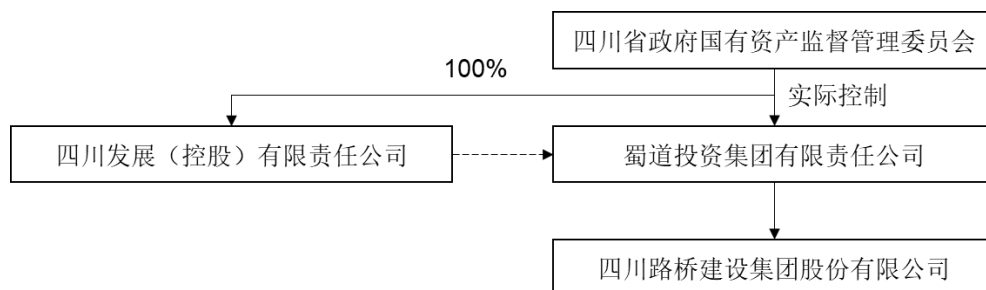 四川省政府国有资产监督管理委员会
100%
实际控制
四川发展（控股）有限责任公司
蜀道投资集团有限责任公司
四川路桥建设集团股份有限公司